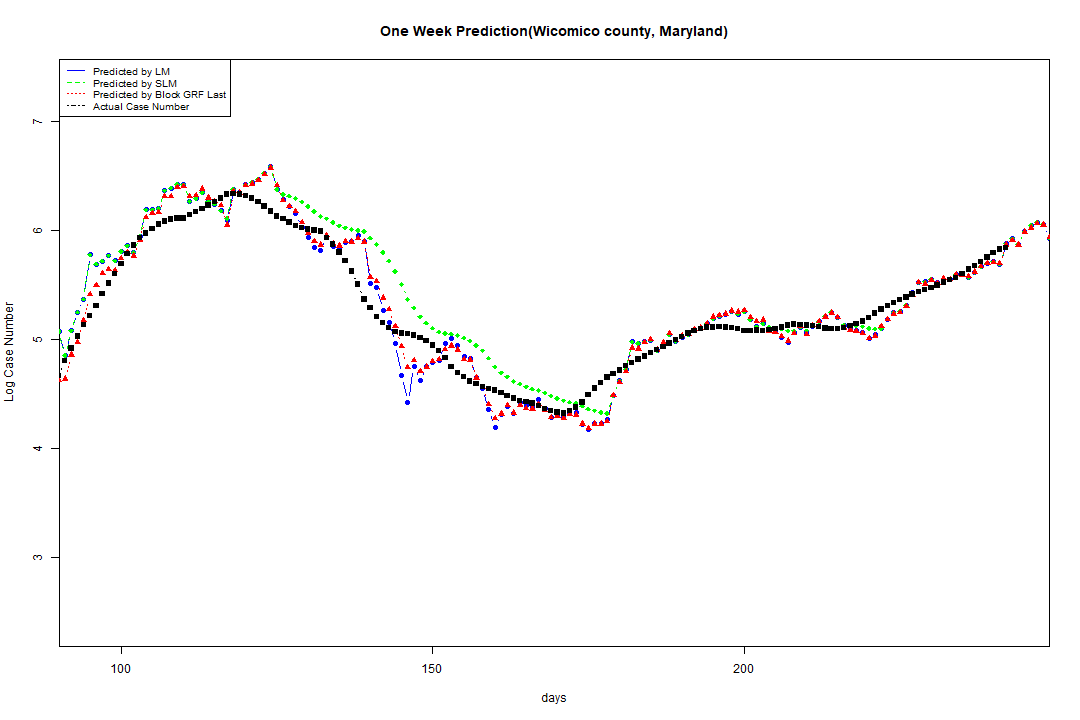 One Week Prediction(Wicomico county, Maryland)
Predicted by LM
Predicted by SLM
Predicted by Block GRF Last
Actual Case Number
7
6
5
4
3
Log Case Number
100 150 200
days